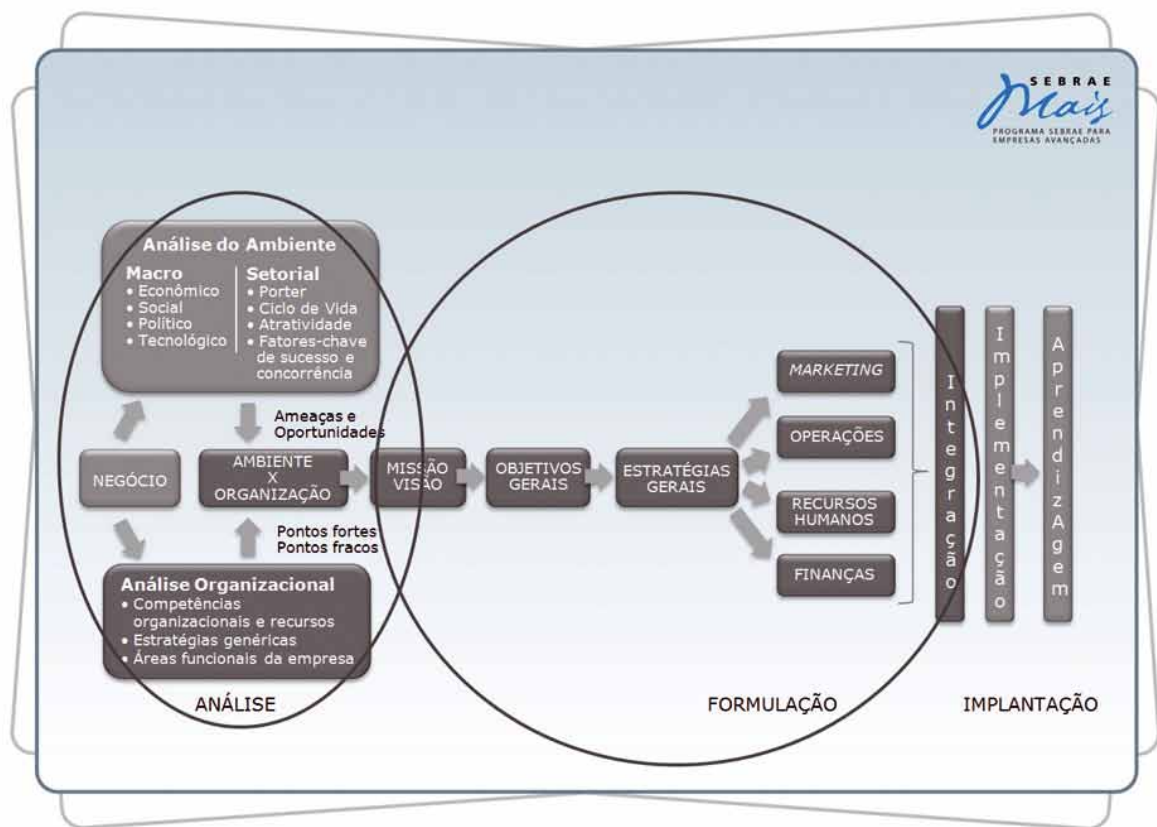 SEBRAE
Mais
PROGRAMA SEBRAE PARA
EMPRESAS AVANÇADAS
Análise do Ambiente
Macro
• Econômico
• Social
• Político
• Tecnológico
Setorial
• Porter
• Ciclo de Vida
• Atratividade
• Fatores-chave
de sucesso e
concorrência
Ameaças e
Oportunidades
NEGÓCIO
AMBIENTE
X
ORGANIZAÇÃO
MISSÃO
VISÃO
OBJETIVOS
GERAIS
ESTRATÉGIAS
GERAIS
MARKETING
OPERAÇÕES
RECURSOS
HUMANOS
FINANÇAS
Integração
Implementação
AprendizAgem
Pontos fortes
Pontos fracos
Análise Organizacional
• Competências
organizacionais e recursos
• Estratégias genéricas
• Áreas funcionais da empresa
ANÁLISE
FORMULAÇÃO
IMPLANTAÇÃO